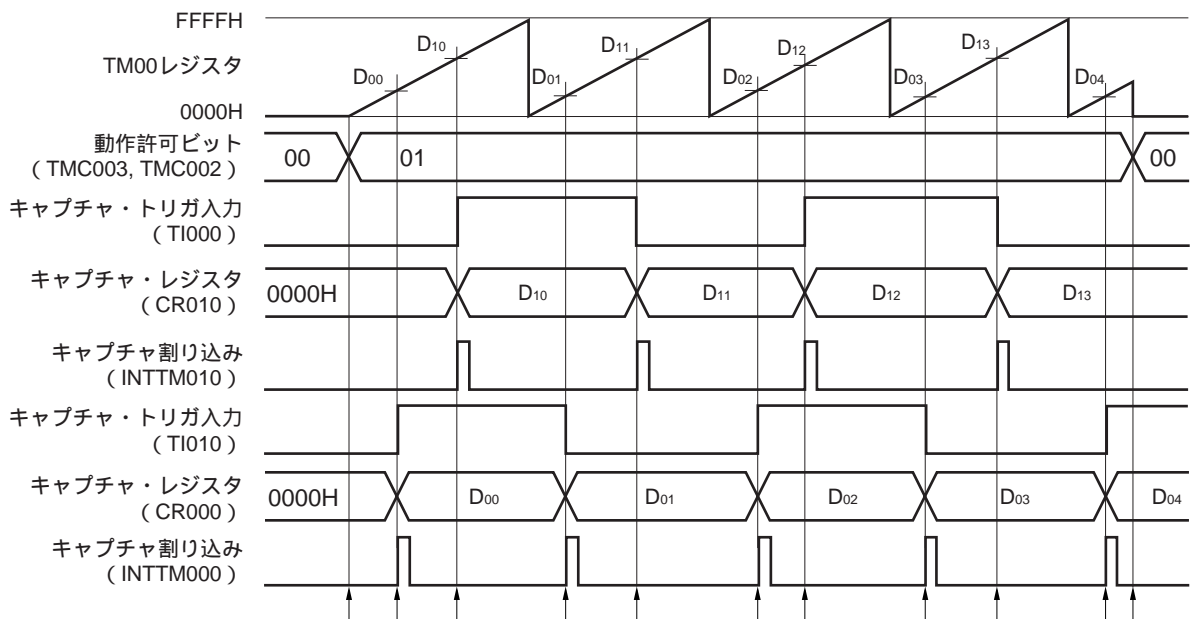 FFFFH
D10 D11 D12 D13
TM00レジスタ
D00 D01 D02 D03 D04
0000H
動作許可ビット
（TMC003, TMC002）
00 01 00
キャプチャ・トリガ入力
（TI000）
キャプチャ・レジスタ
（CR010）
0000H D10 D11 D12 D13
キャプチャ割り込み
（INTTM010）
キャプチャ・トリガ入力
（TI010）
キャプチャ・レジスタ
（CR000）
0000H D00 D01 D02 D03 D04
キャプチャ割り込み
（INTTM000）